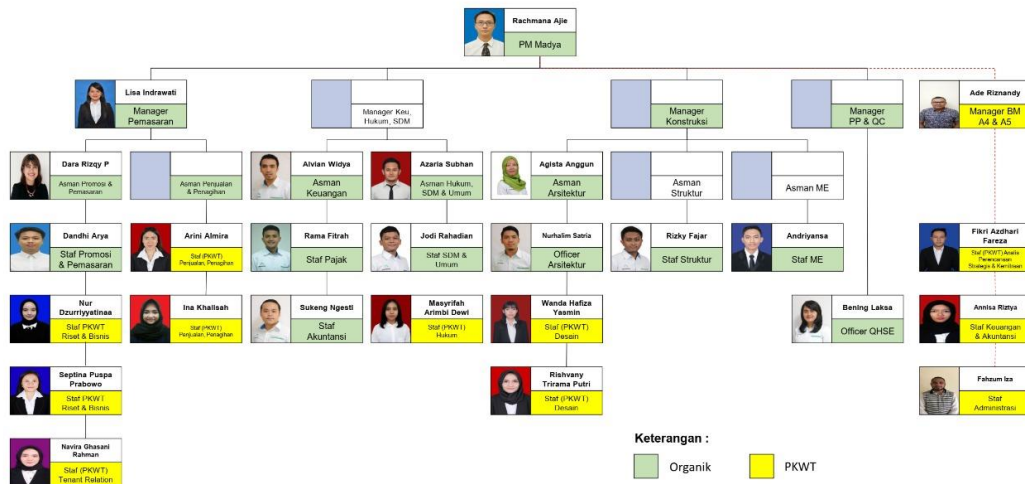 Rachmana Ajie
PM Madya
Lisa Indrawati
Manager
Pemasaran
Manager Keu,
Hukum, SDM
Manager
Konstruksi
Manager
PP & QC
Ade Riznandy
Manager BM
A4 & A5
Dara Rizqy P
Asman Promosi &
Pemasaran
Asman Penjualan
& Penagihan
Alvian Widya
Asman
Keuangan
Azaria Subhan
Asman Hukum,
SDM & Umum
Agista Anggun
Asman
Arsitektur
Asman
Struktur
Asman ME
Dandhi Arya
Staf Promosi
& Pemasaran
Arini Almira
Staf (PKWT)
Penjualan, Penagihan
Rama Fitrah
Staf Pajak
Jodi Rahadian
Staf SDM &
Umum
Nurhalim Satria
Officer
Arsitektur
Rizky Fajar
Staf Struktur
Andriyansa
Staf ME
Fikri Azdhari
Fareza
Staf (PKWT) Analis
Perencanaan
Strategis &
Nur
Dzurriyyatinaa
Staf PKWT
Riset & Bisnis
Ina Khalisah
Staf (PKWT)
Penjualan, Penagihan
Sukeng Ngesti
Staf
Akuntansi
Masyrifah
Arimbi Dewi
Staf (PKWT)
Hukum
Wanda Hafiza
Yasmin
Staf (PKWT)
Desain
Bening Laksa
Officer QHSE
Annisa Riztya
Staf Keuangan
& Akuntansi
Septina Puspa
Prabowo
Staf PKWT
Riset & Bisnis
Rishvany
Trirama Putri
Staf (PKWT)
Desain
Fahzum Iza
Staf
Administrasi
Navira Ghasani
Rahman
Staf (PKWT)
Tenant Relation
Keterangan :
Organik
PKWT